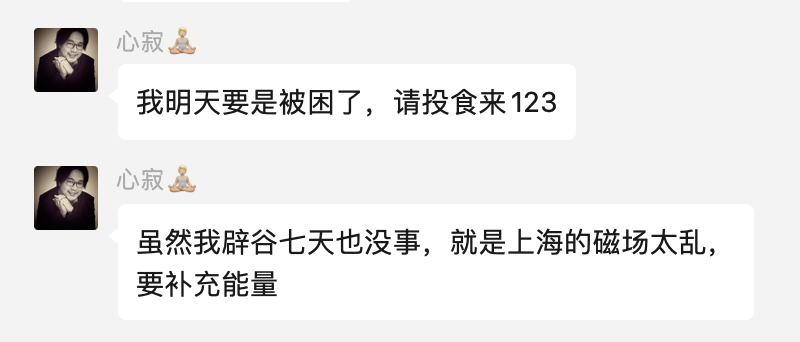 心寂🧘🏼
我明天要是被困了，请投食来123
心寂🧘🏼
虽然我辟谷七天也没事，就是上海的磁场太乱，
要补充能量